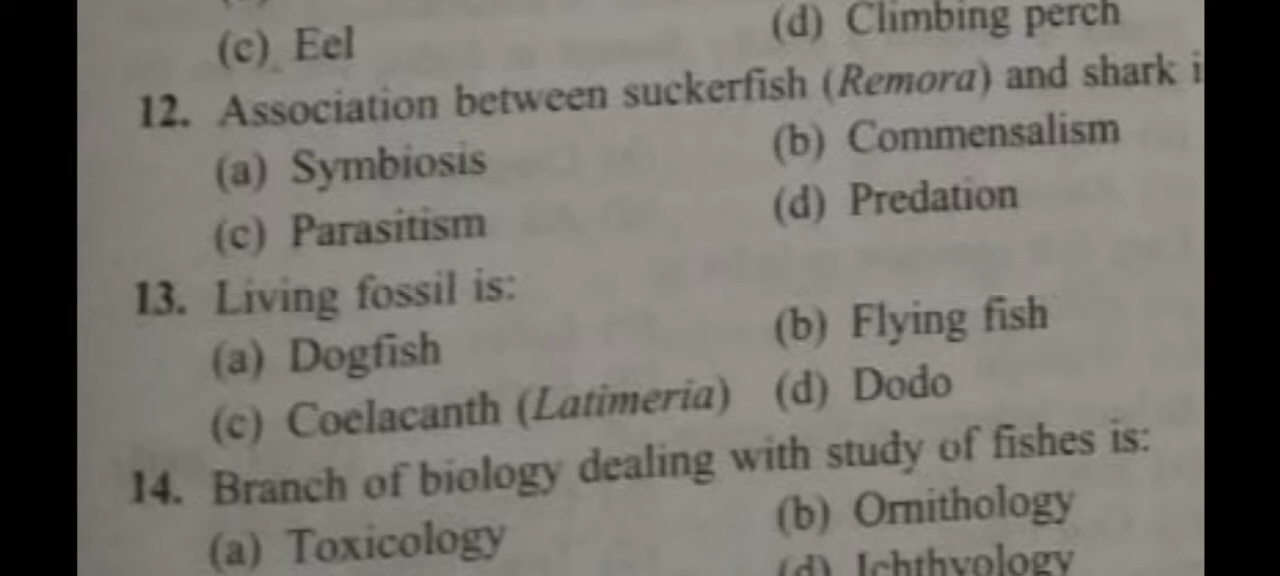 (c) Eel (d) Climbing perch
12. Association between suckerfish (Remora) and shark i
(a) Symbiosis (b) Commensalism
(c) Parasitism (d) Predation
13. Living fossil is:
(a) Dogfish (b) Flying fish
(c) Coelacanth (Latimeria) (d) Dodo
14. Branch of biology dealing with study of fishes is:
(a) Toxicology (b) Ornithology
(d) Ichthyology